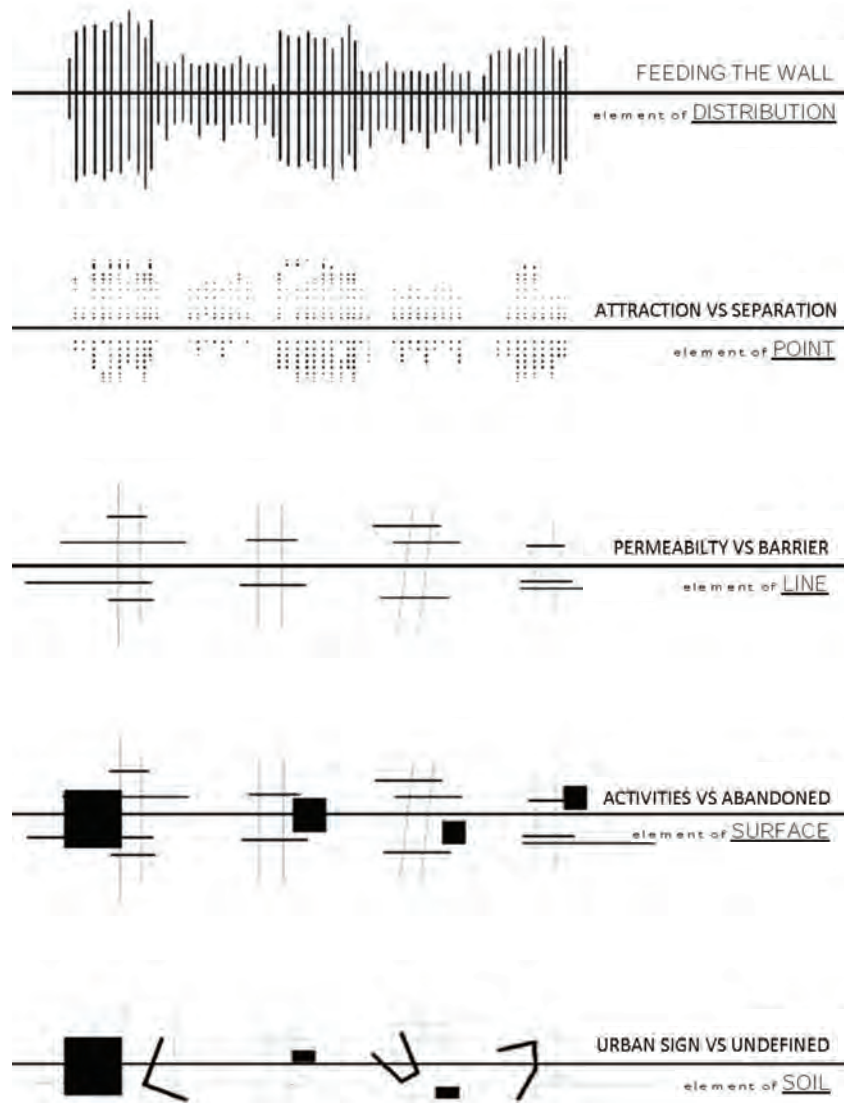 FEEDING THE WALL
element of DISTRIBUTION
ATTRACTION VS SEPARATION
element of POINT
PERMEABILTY VS BARRIER
element of LINE
ACTIVITIES VS ABANDONED
element of SURFACE
URBAN SIGN VS UNDEFINED
element of SOIL